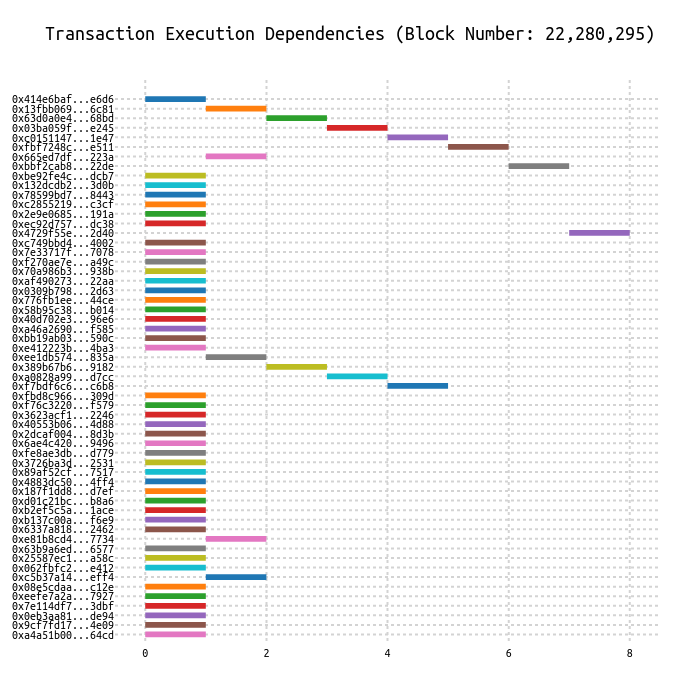 Transaction Execution Dependencies (Block Number: 22,280,295)
0x414e6baf...e6d6
0x13fbb069...6c81
0x63d0a0e4...68bd
0x03ba059f...e245
0xc0151147...1e47
0xfbf7248c...e511
0x665ed7df...223a
0xbbf2cab8...22de
0xbe92fe4c...dcb7
0x132dcdb2...3d0b
0x78599bd7...8443
0xc2855219...c3cf
0x2e9e0685...191a
0xec92d757...dc38
0x4729f55e...2d40
0xc749bbd4...4002
0x7e33717f...7078
0xf270ae7e...a49c
0x70a986b3...938b
0xaf490273...22aa
0x0309b798...2d63
0x776fb1ee...44ce
0x58b95c38...b014
0x40d702e3...96e6
0xa46a2690...f585
0xbb19ab03...590c
0xe412223b...4ba3
0xee1db574...835a
0x389b67b6...9182
0xa0828a99...d7cc
0xf7bdf6c6...c6b8
0xfbd8c966...309d
0xf76c3220...f579
0x3623acf1...2246
0x40553b06...4d88
0x2dcaf004...8d3b
0x6ae4c420...9496
0xfe8ae3db...d779
0x3726ba3d...2531
0x89af52cf...7517
0x4883dc50...4ff4
0x187f1dd8...d7ef
0xd01c21bc...b8a6
0xb2ef5c5a...1ace
0xb137c00a...f6e9
0x6337a818...2462
0xe81b8cd4...7734
0x63b9a6ed...6577
0x25587ec1...a58c
0x062fbfc2...e412
0xc5b37a14...eff4
0x08e5cdaa...c12e
0xeefe7a2a...7927
0x7e114df7...3dbf
0x0eb3aa81...de94
0x9cf7fd17...4e09
0xa4a51b00...64cd
0 2 4 6 8